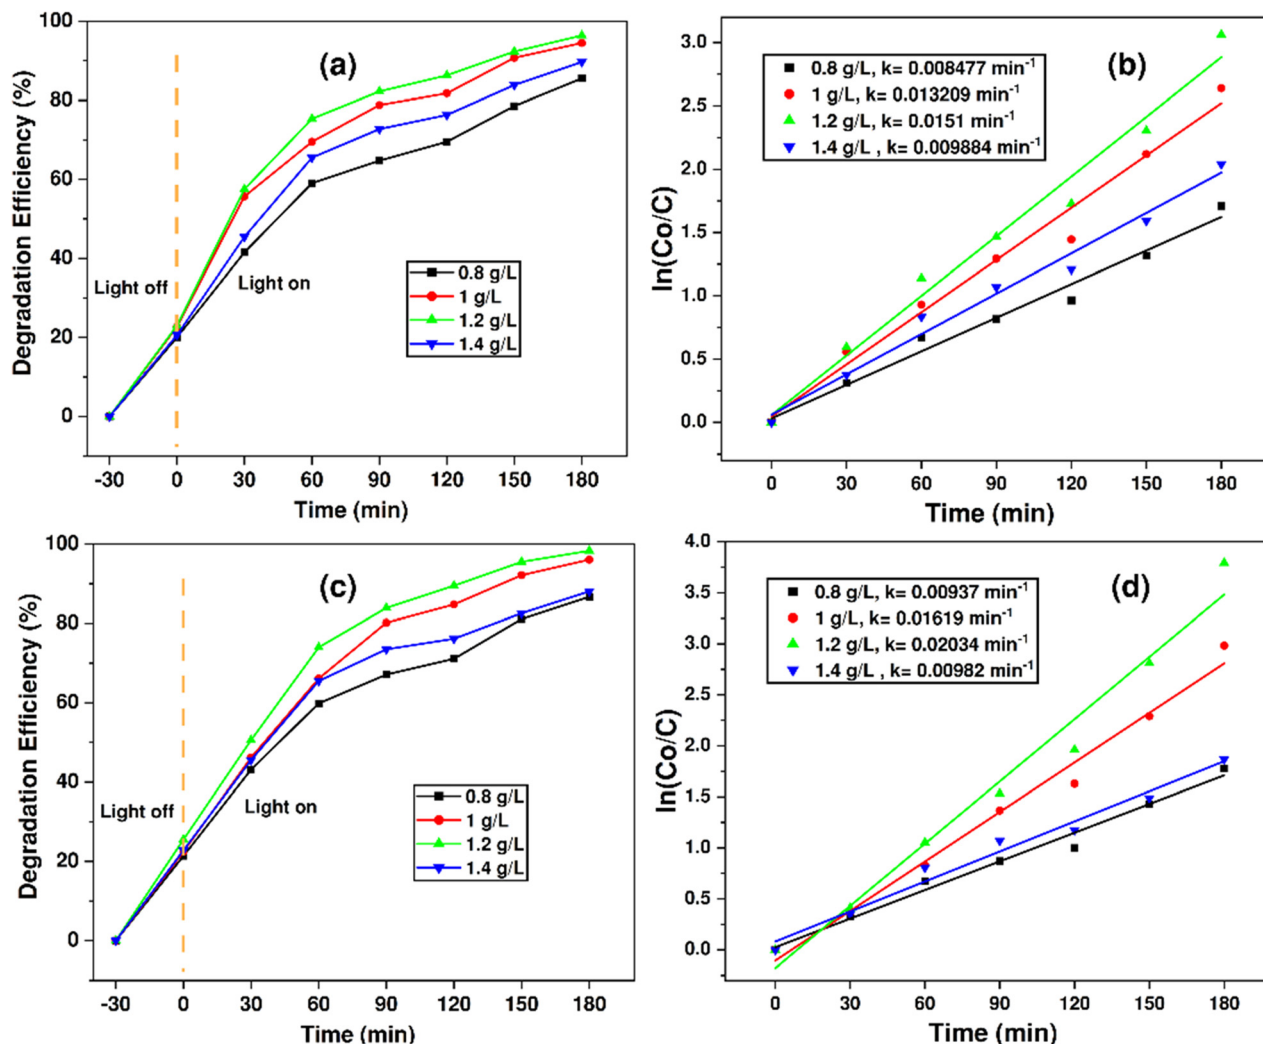 (a)
Degradation Efficiency (%)
100
80
60
40
20
0
Light off
Light on
0.8 g/L
1 g/L
1.2 g/L
1.4 g/L
-30 0 30 60 90 120 150 180
Time (min)
(b)
ln(Co/C)
3.0
2.5
2.0
1.5
1.0
0.5
0.0
0.8 g/L, k= 0.008477 min⁻¹
1 g/L, k= 0.013209 min⁻¹
1.2 g/L, k= 0.0151 min⁻¹
1.4 g/L , k= 0.009884 min⁻¹
0 30 60 90 120 150 180
Time (min)
(c)
Degradation Efficiency (%)
100
80
60
40
20
0
Light off
Light on
0.8 g/L
1 g/L
1.2 g/L
1.4 g/L
-30 0 30 60 90 120 150 180
Time (min)
(d)
ln(Co/C)
4.0
3.5
3.0
2.5
2.0
1.5
1.0
0.5
0.0
0.8 g/L, k= 0.00937 min⁻¹
1 g/L, k= 0.01619 min⁻¹
1.2 g/L, k= 0.02034 min⁻¹
1.4 g/L , k= 0.00982 min⁻¹
0 30 60 90 120 150 180
Time (min)